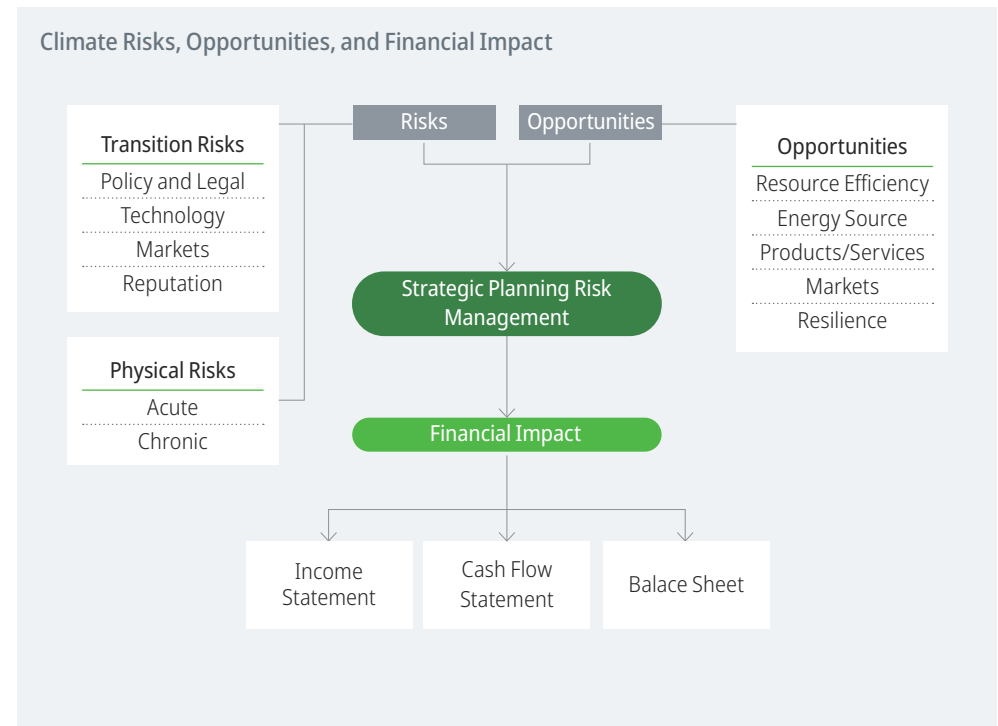 Climate Risks, Opportunities, and Financial Impact
Risks
Opportunities
Transition Risks
Policy and Legal
Technology
Markets
Reputation
Physical Risks
Acute
Chronic
Opportunities
Resource Efficiency
Energy Source
Products/Services
Markets
Resilience
Strategic Planning Risk
Management
Financial Impact
Income
Statement
Cash Flow
Statement
Balace Sheet